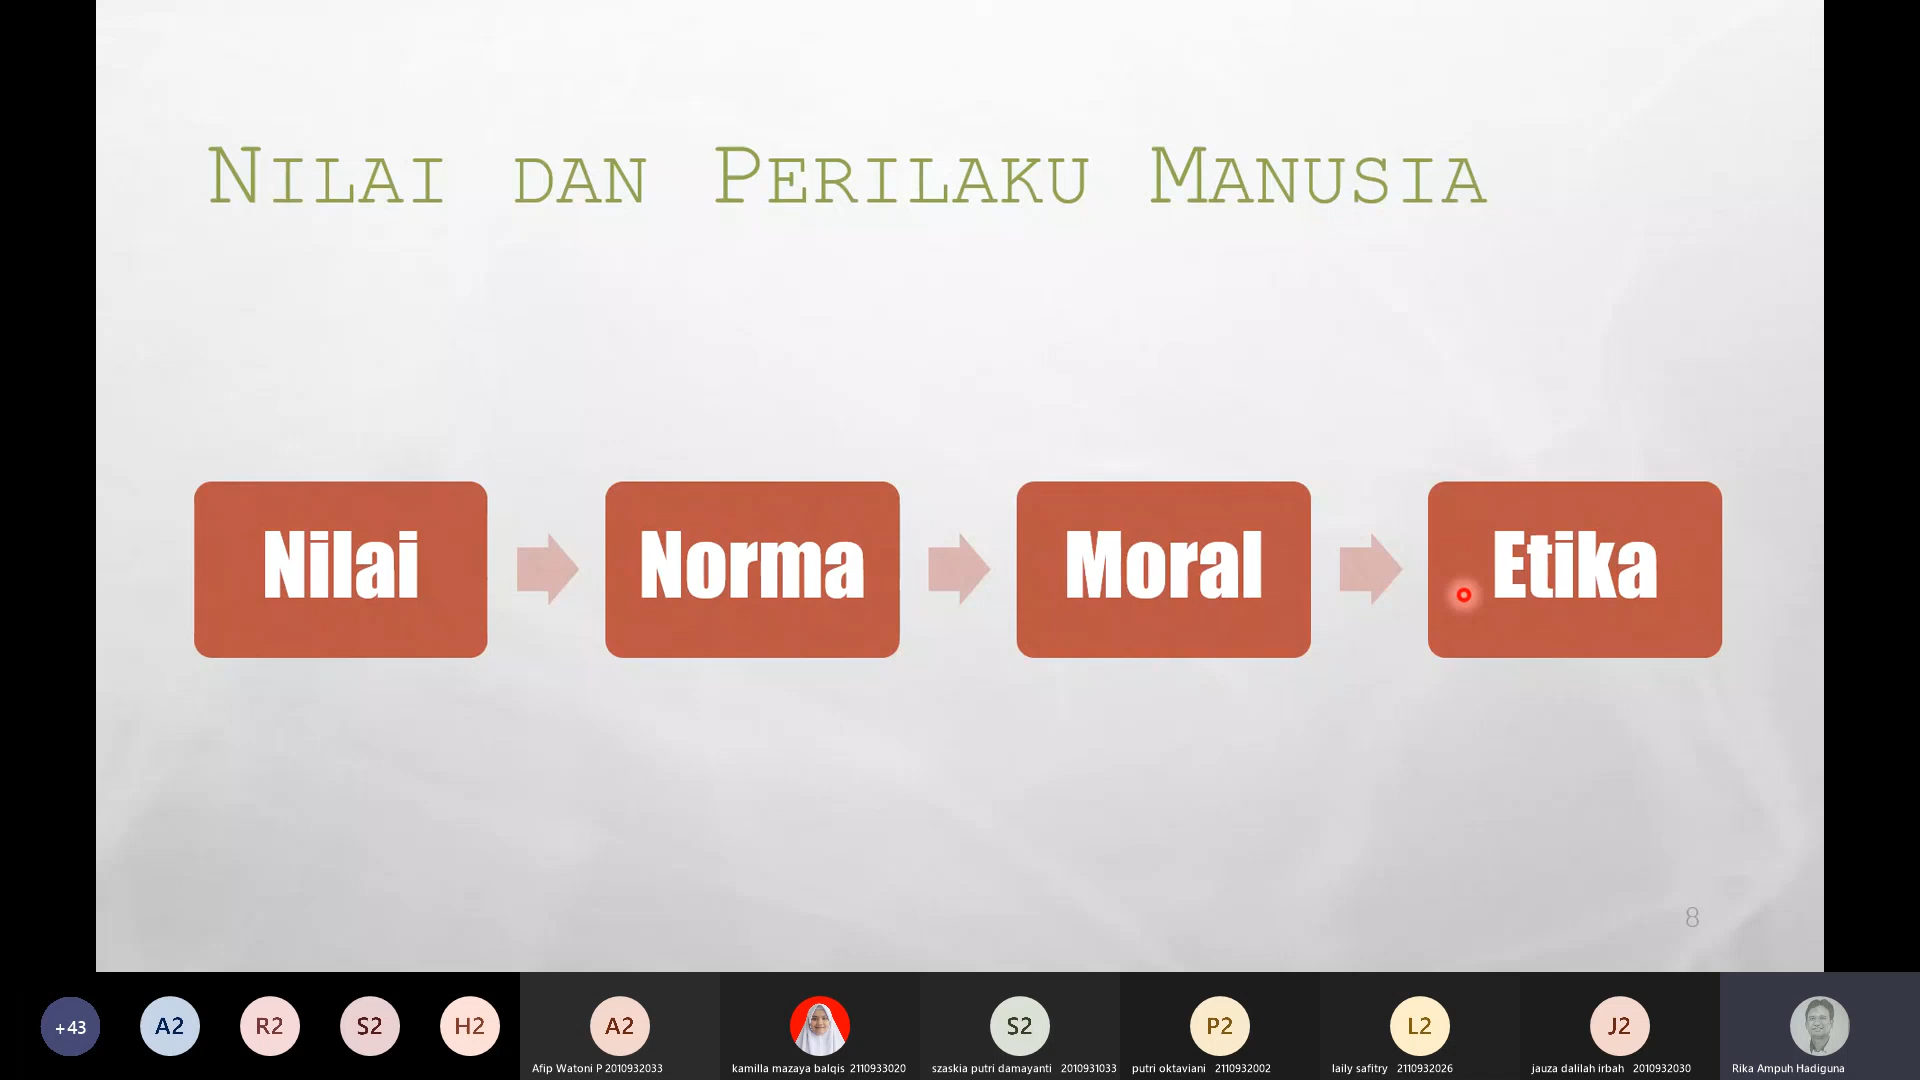 Nilai dan Perilaku Manusia
Nilai
Norma
Moral
Etika
8
+43
A2
R2
S2
H2
A2
S2
P2
L2
J2
Afip Watoni P 2010932033
kamilla mazaya balqis 2110933020
szaskia putri damayanti 2010931033
putri oktaviani 2110932002
laily safitry 2110932026
jauza dalilah irbah 2010932030
Rika Ampuh Hadiguna